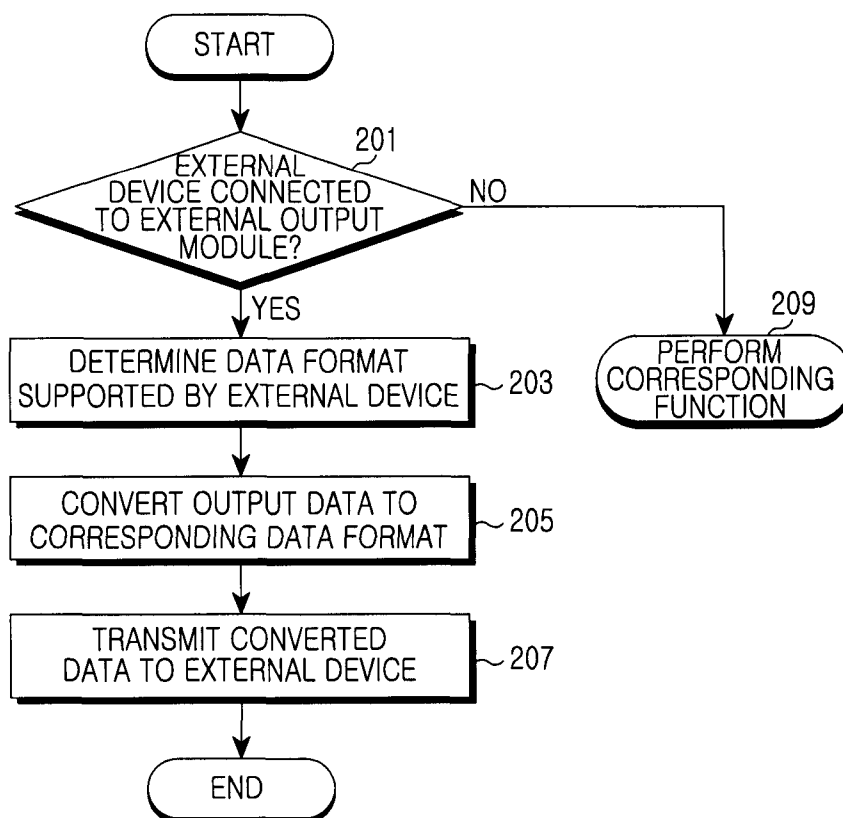 START
201
EXTERNAL
DEVICE CONNECTED
TO EXTERNAL OUTPUT
MODULE?
NO
YES
209
PERFORM
CORRESPONDING
FUNCTION
DETERMINE DATA FORMAT
SUPPORTED BY EXTERNAL DEVICE
203
CONVERT OUTPUT DATA TO
CORRESPONDING DATA FORMAT
205
TRANSMIT CONVERTED
DATA TO EXTERNAL DEVICE
207
END